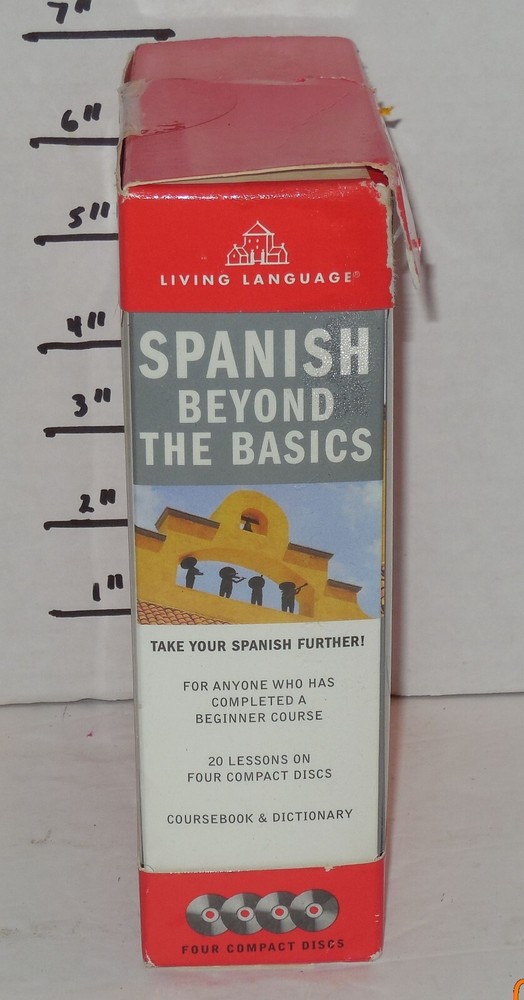 7"
6"
5"
4"
3"
2"
1"
LIVING LANGUAGE®
SPANISH
BEYOND
THE BASICS
TAKE YOUR SPANISH FURTHER!
FOR ANYONE WHO HAS
COMPLETED A
BEGINNER COURSE
20 LESSONS ON
FOUR COMPACT DISCS
COURSEBOOK & DICTIONARY
FOUR COMPACT DISCS